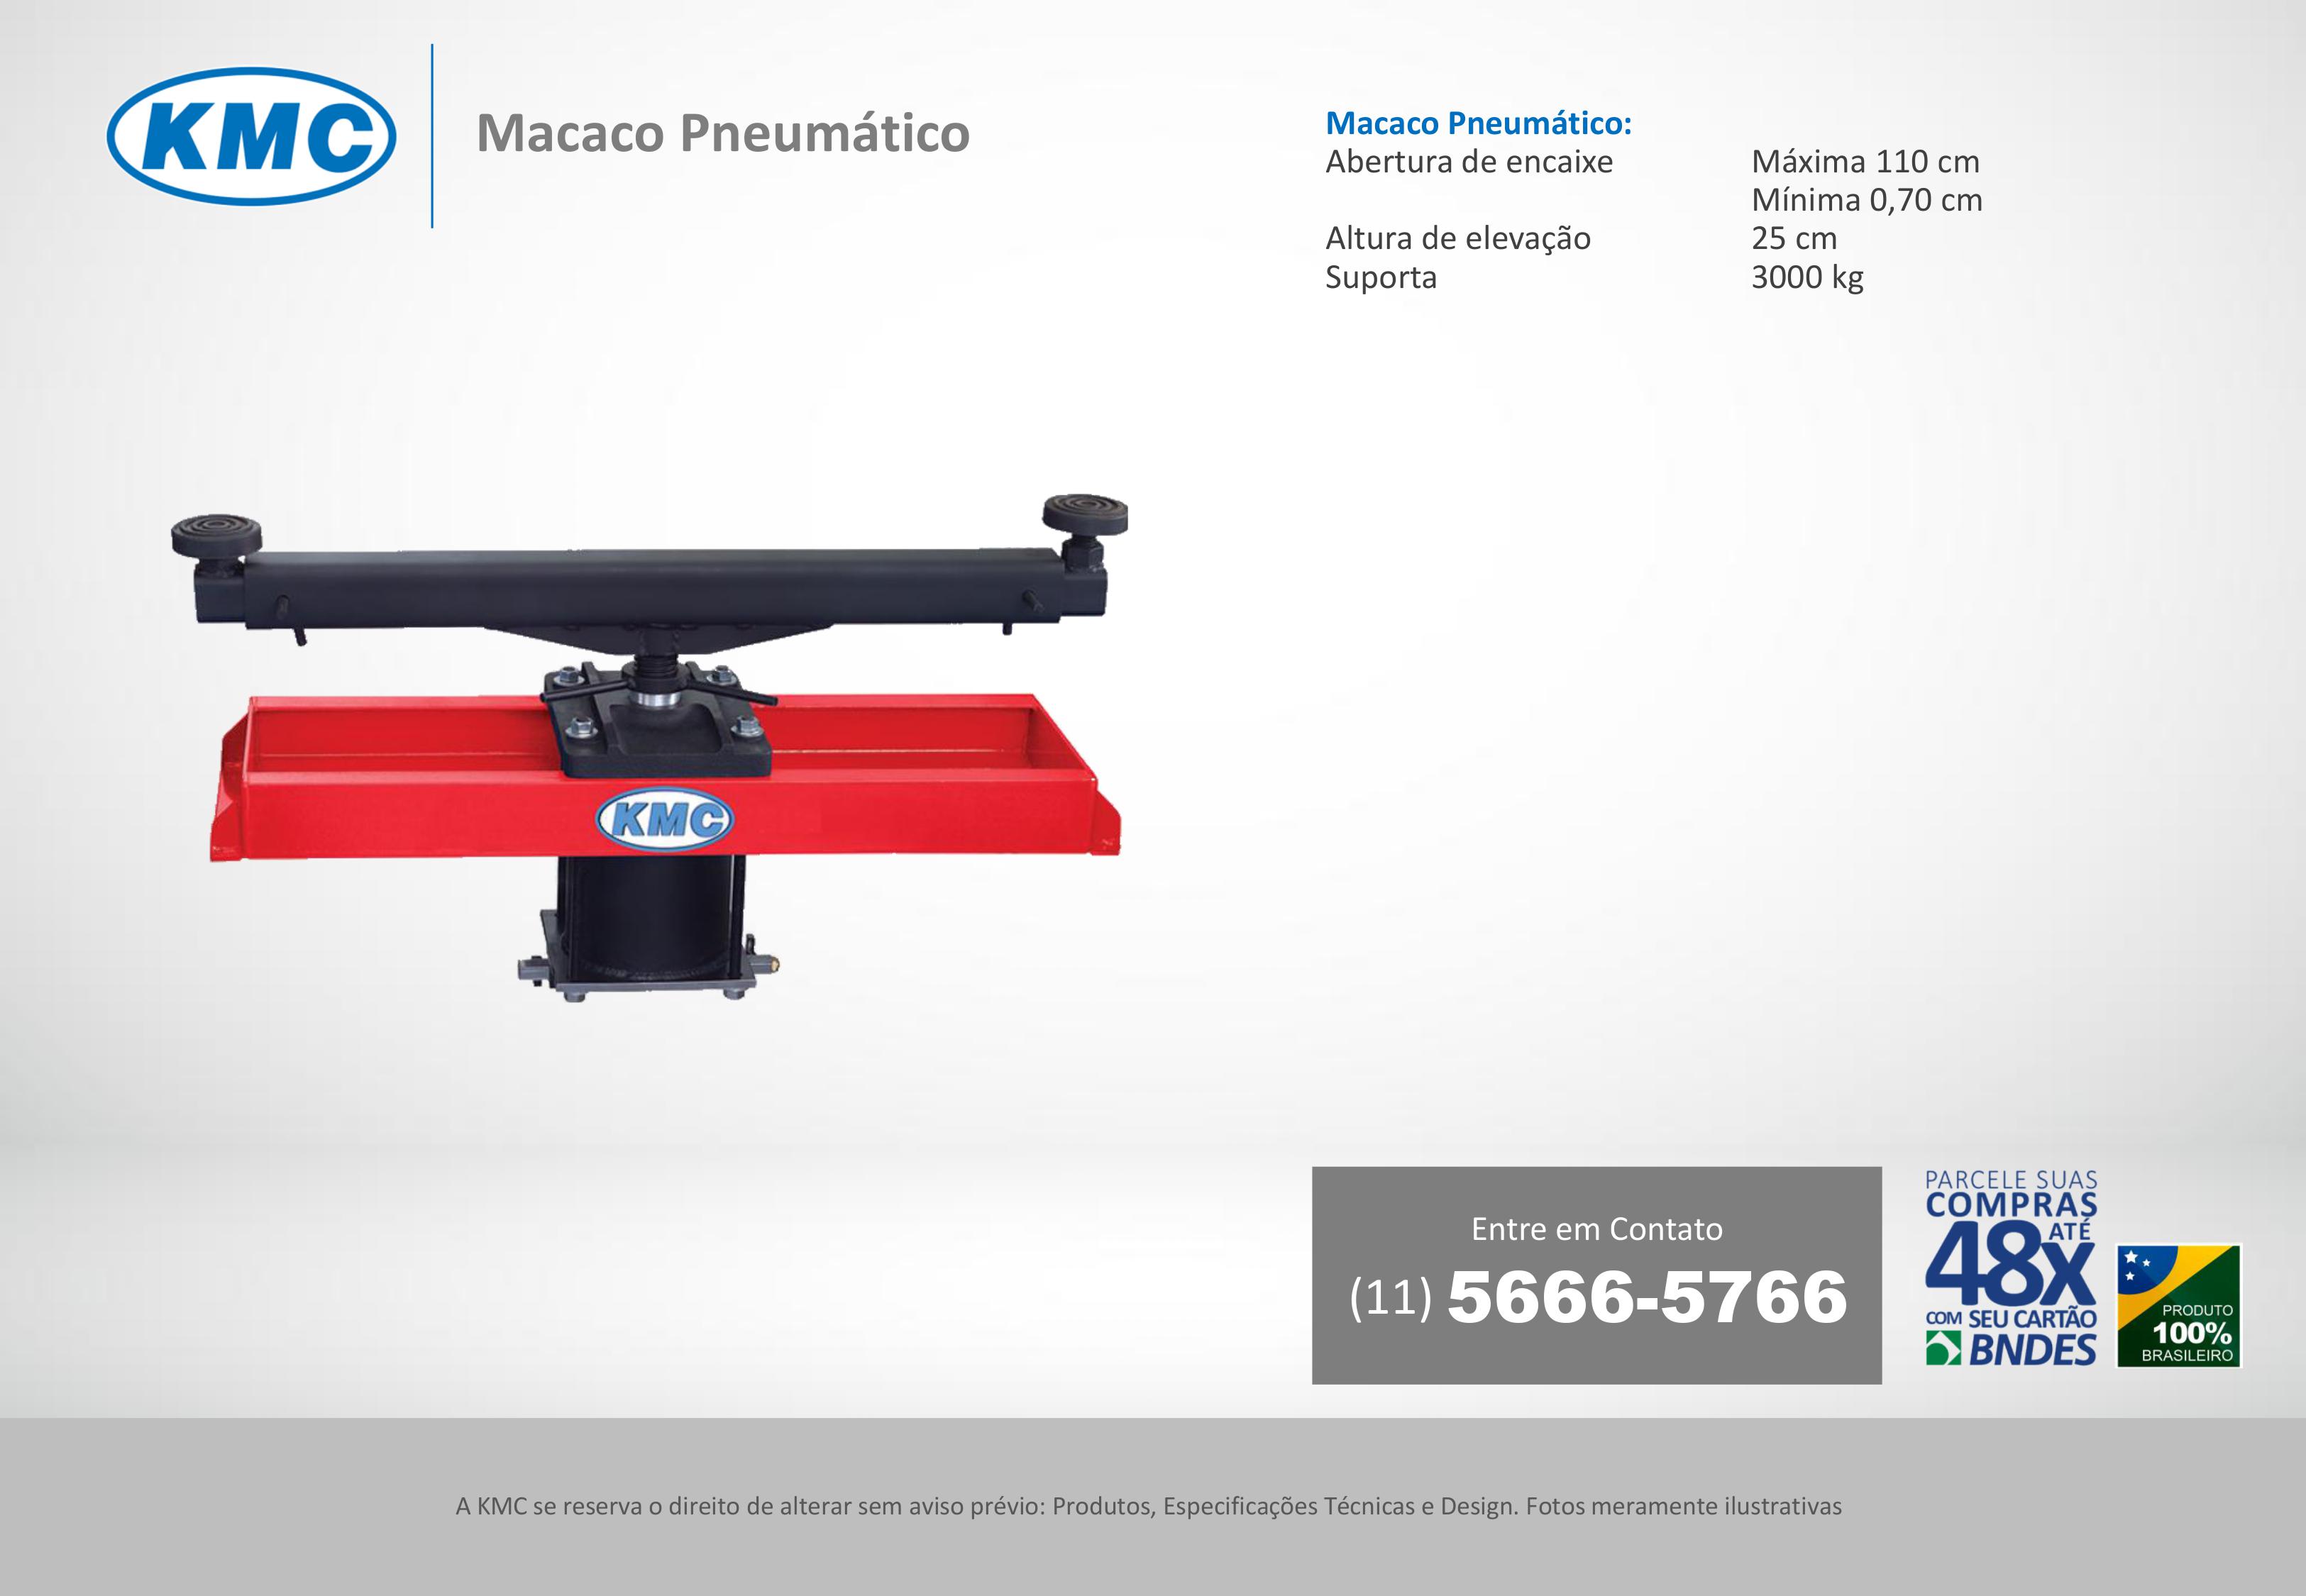 KMC
Macaco Pneumático
Macaco Pneumático:
Abertura de encaixe Máxima 110 cm
Mínima 0,70 cm
Altura de elevação 25 cm
Suporta 3000 kg
KMC
Entre em Contato
(11) 5666-5766
PARCELE SUAS
COMPRAS
ATÉ
48X
COM SEU CARTÃO
BNDES
PRODUTO
100%
BRASILEIRO
A KMC se reserva o direito de alterar sem aviso prévio: Produtos, Especificações Técnicas e Design. Fotos meramente ilustrativas